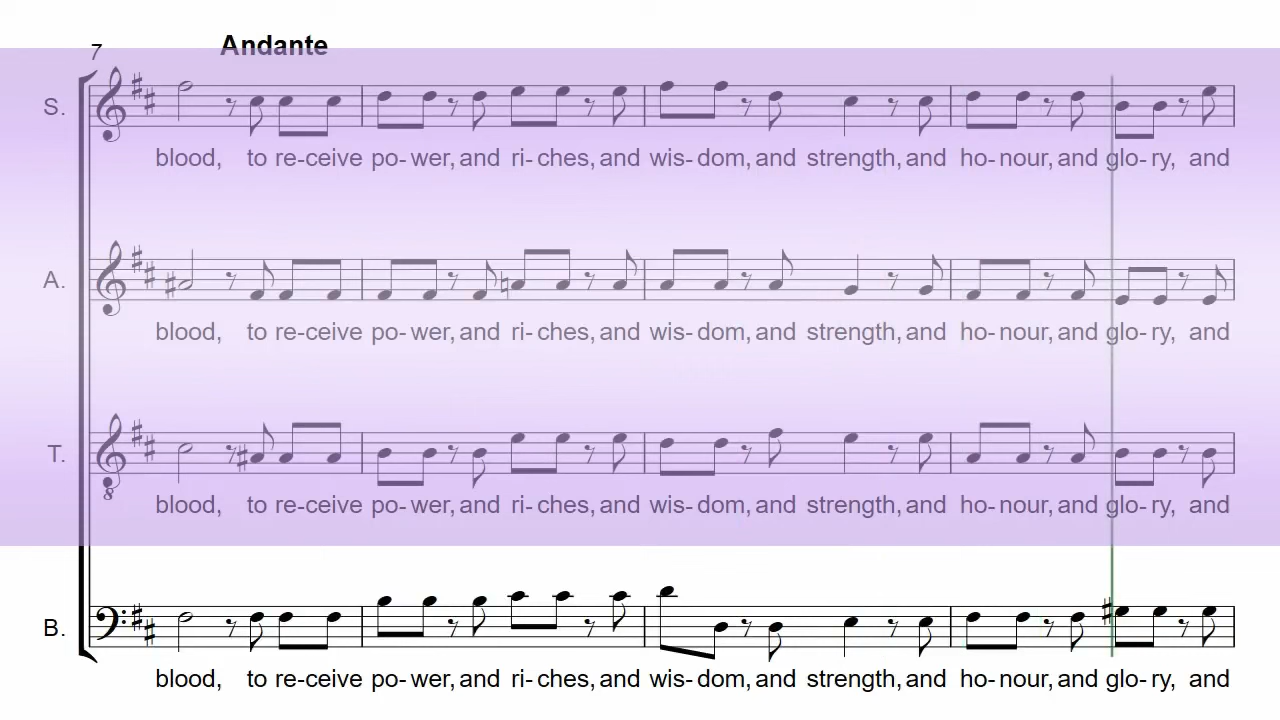 7 Andante
S.
blood, to re-ceive po-wer, and ri-ches, and wis-dom, and strength, and ho-nour, and glo-ry, and
A.
blood, to re-ceive po-wer, and ri-ches, and wis-dom, and strength, and ho-nour, and glo-ry, and
T.
8
blood, to re-ceive po-wer, and ri-ches, and wis-dom, and strength, and ho-nour, and glo-ry, and
B.
blood, to re-ceive po-wer, and ri-ches, and wis-dom, and strength, and ho-nour, and glo-ry, and